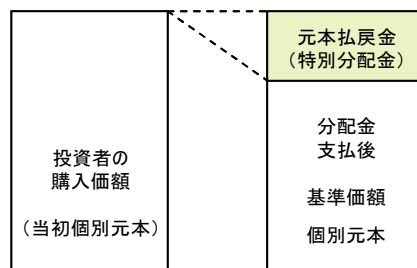 投資者の
購入価額
（当初個別元本）
元本払戻金
（特別分配金）
分配金
支払後
基準価額
個別元本